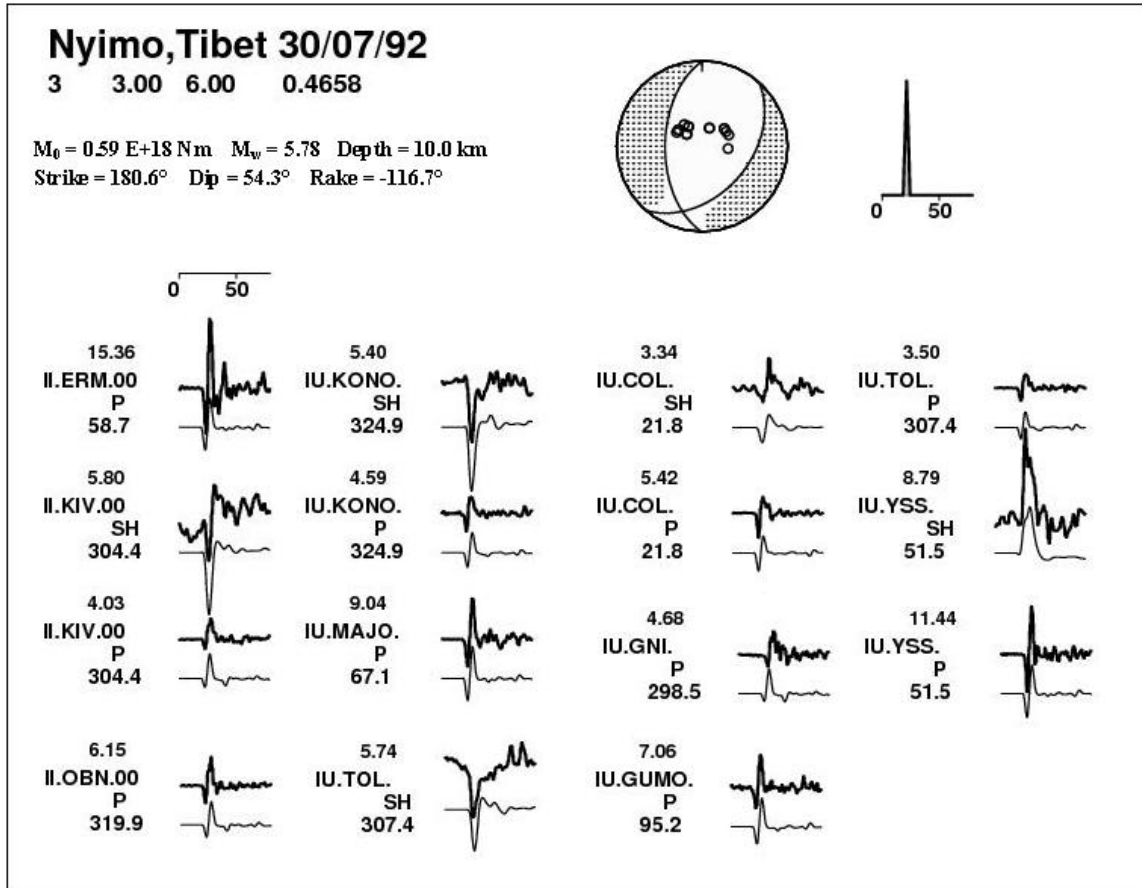 Nyimo,Tibet 30/07/92
3 3.00 6.00 0.4658
M₀ = 0.59 E+18 Nm M_w = 5.78 Depth = 10.0 km
Strike = 180.6° Dip = 54.3° Rake = -116.7°
0 50
0 50
15.36
II.ERM.00
P
58.7
5.40
IU.KONO.
SH
324.9
3.34
IU.COL.
SH
21.8
3.50
IU.TOL.
P
307.4
5.80
II.KIV.00
SH
304.4
4.59
IU.KONO.
P
324.9
5.42
IU.COL.
P
21.8
8.79
IU.YSS.
SH
51.5
4.03
II.KIV.00
P
304.4
9.04
IU.MAJO.
P
67.1
4.68
IU.GNI.
P
298.5
11.44
IU.YSS.
P
51.5
6.15
II.OBN.00
P
319.9
5.74
IU.TOL.
SH
307.4
7.06
IU.GUMO.
P
95.2